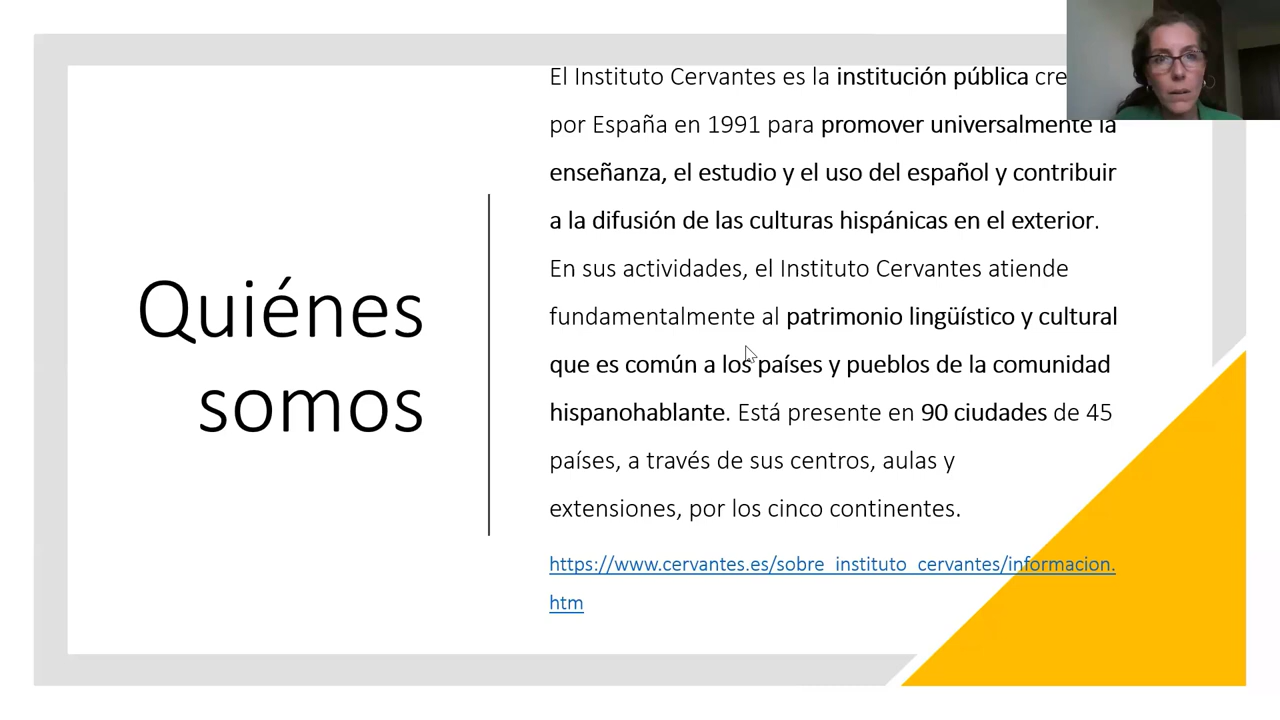 Quiénes
somos
El Instituto Cervantes es la institución pública
por España en 1991 para promover universalmente la
enseñanza, el estudio y el uso del español y contribuir
a la difusión de las culturas hispánicas en el exterior.
En sus actividades, el Instituto Cervantes atiende
fundamentalmente al patrimonio lingüístico y cultural
que es común a los países y pueblos de la comunidad
hispanohablante. Está presente en 90 ciudades de 45
países, a través de sus centros, aulas y
extensiones, por los cinco continentes.
https://www.cervantes.es/sobre_instituto_cervantes/informacion.
htm